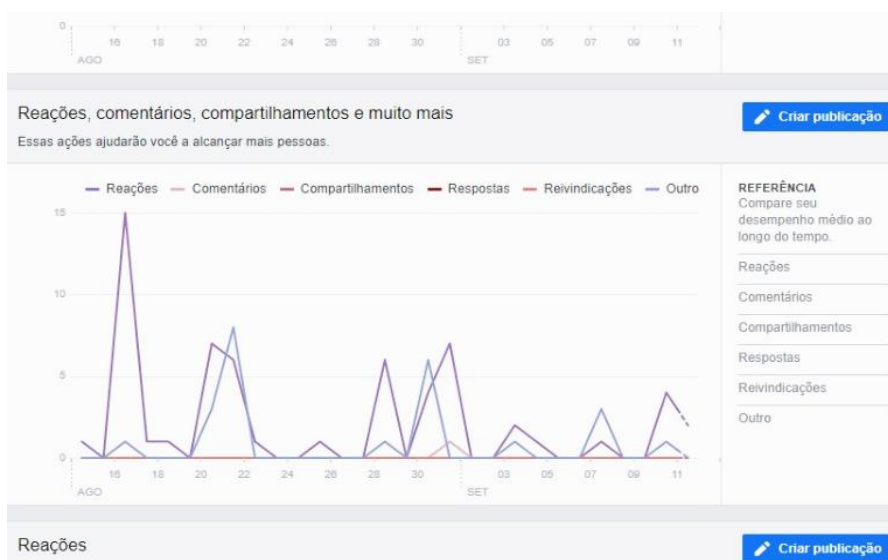 0
16 18 20 22 24 26 28 30 03 05 07 09 11
AGO SET
Reações, comentários, compartilhamentos e muito mais
Criar publicação
Essas ações ajudarão você a alcançar mais pessoas.
Reações Comentários Compartilhamentos Respostas Reivindicações Outro
15
10
5
0
16 18 20 22 24 26 28 30 03 05 07 09 11
AGO SET
REFERÊNCIA
Compare seu
desempenho médio ao
longo do tempo.
Reações
Comentários
Compartilhamentos
Respostas
Reivindicações
Outro
Reações
Criar publicação